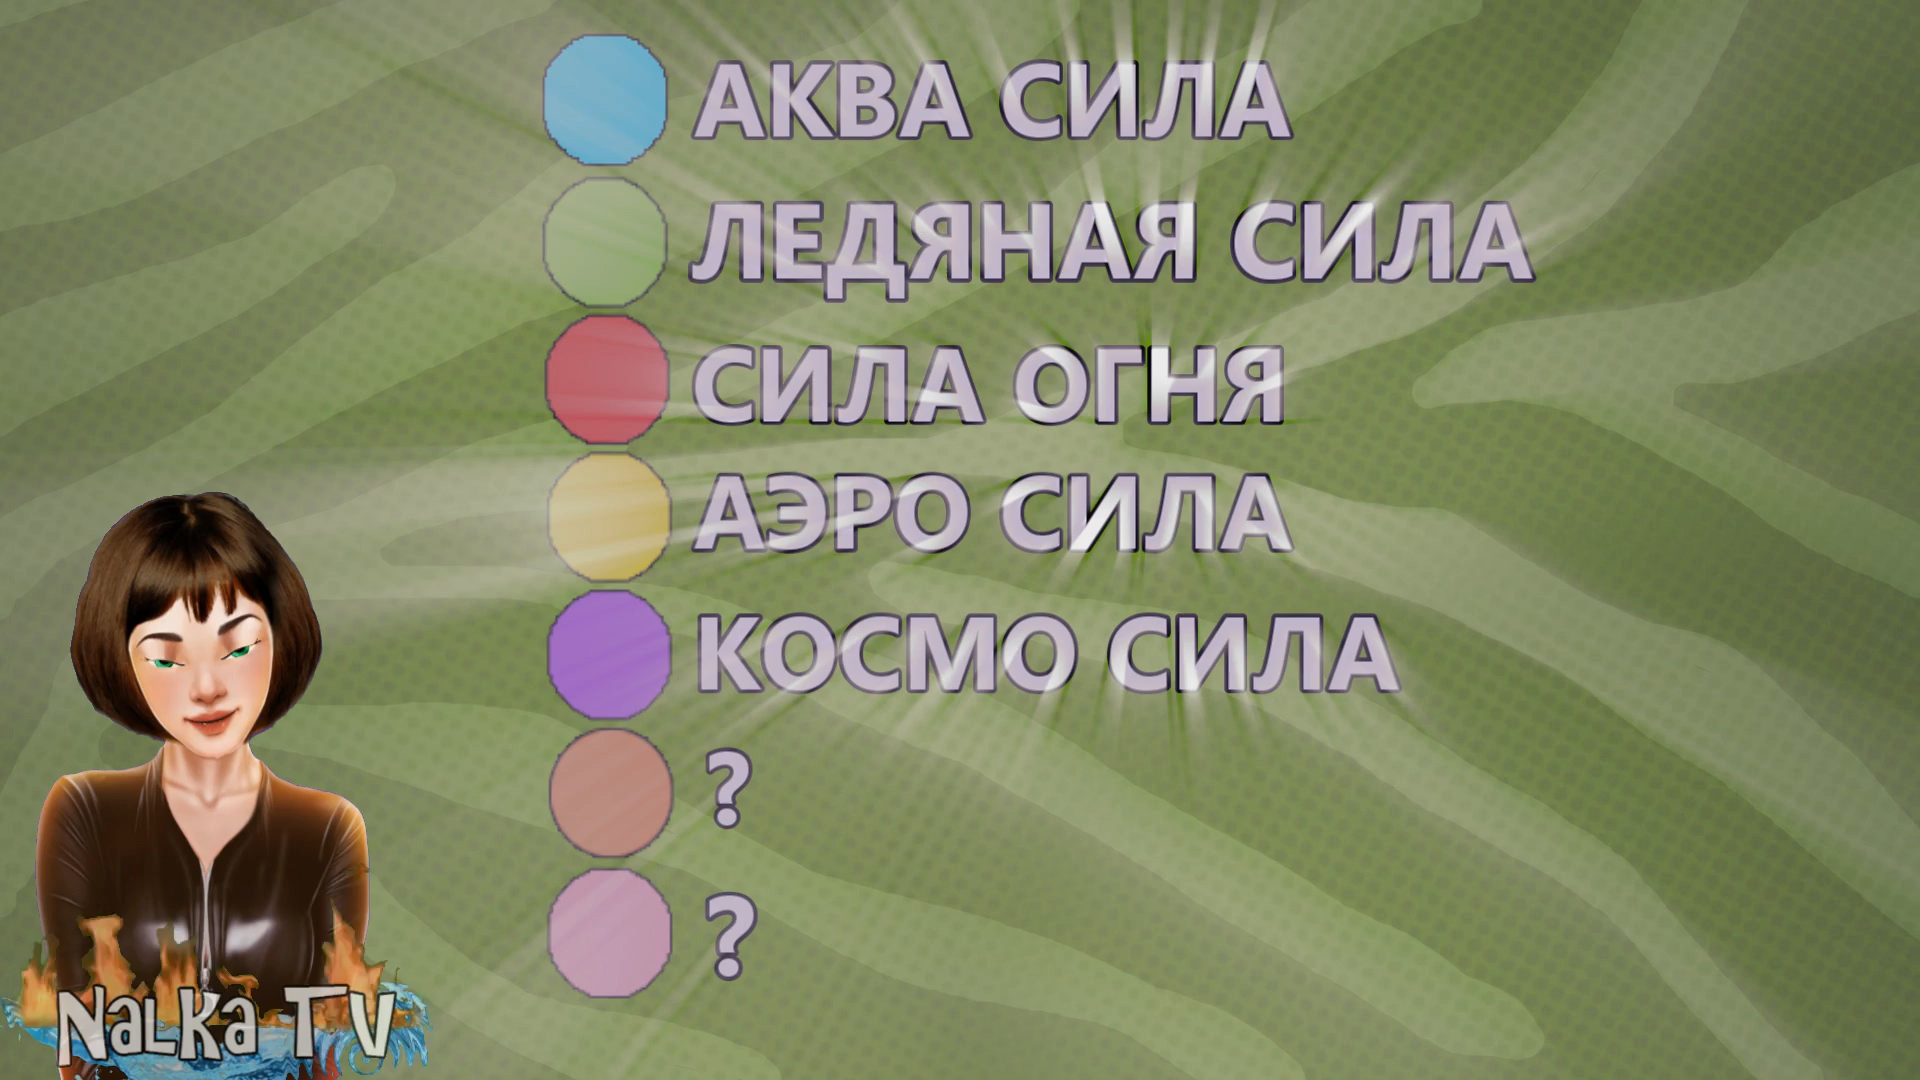 АКВА СИЛА
ЛЕДЯНАЯ СИЛА
СИЛА ОГНЯ
АЭРО СИЛА
КОСМО СИЛА
?
?
NaLKa TV